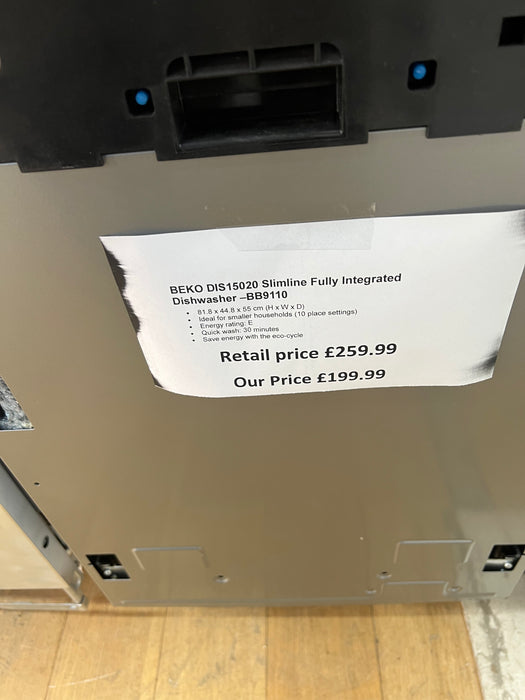 BEKO DIS15020 Slimline Fully Integrated
Dishwasher –BB9110
• 81.8 x 44.8 x 55 cm (H x W x D)
• Ideal for smaller households (10 place settings)
• Energy rating: E
• Quick wash: 30 minutes
• Save energy with the eco-cycle
Retail price £259.99
Our Price £199.99